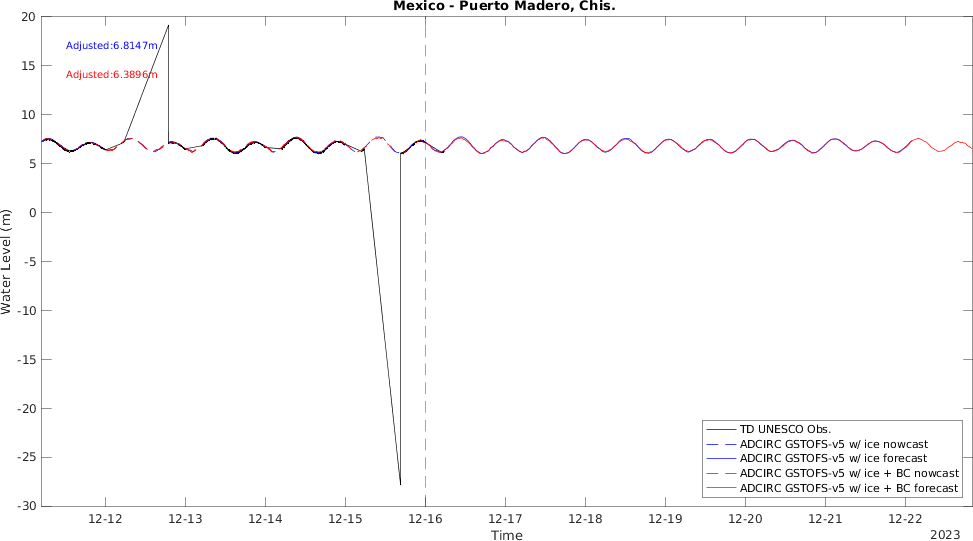 Mexico - Puerto Madero, Chis.
20
15
10
5
0
-5
-10
-15
-20
-25
-30
Water Level (m)
Adjusted:6.8147m
Adjusted:6.3896m
TD UNESCO Obs.
ADCIRC GSTOFS-v5 w/ ice nowcast
ADCIRC GSTOFS-v5 w/ ice forecast
ADCIRC GSTOFS-v5 w/ ice + BC nowcast
ADCIRC GSTOFS-v5 w/ ice + BC forecast
12-12
12-13
12-14
12-15
12-16
12-17
12-18
12-19
12-20
12-21
12-22
Time
2023